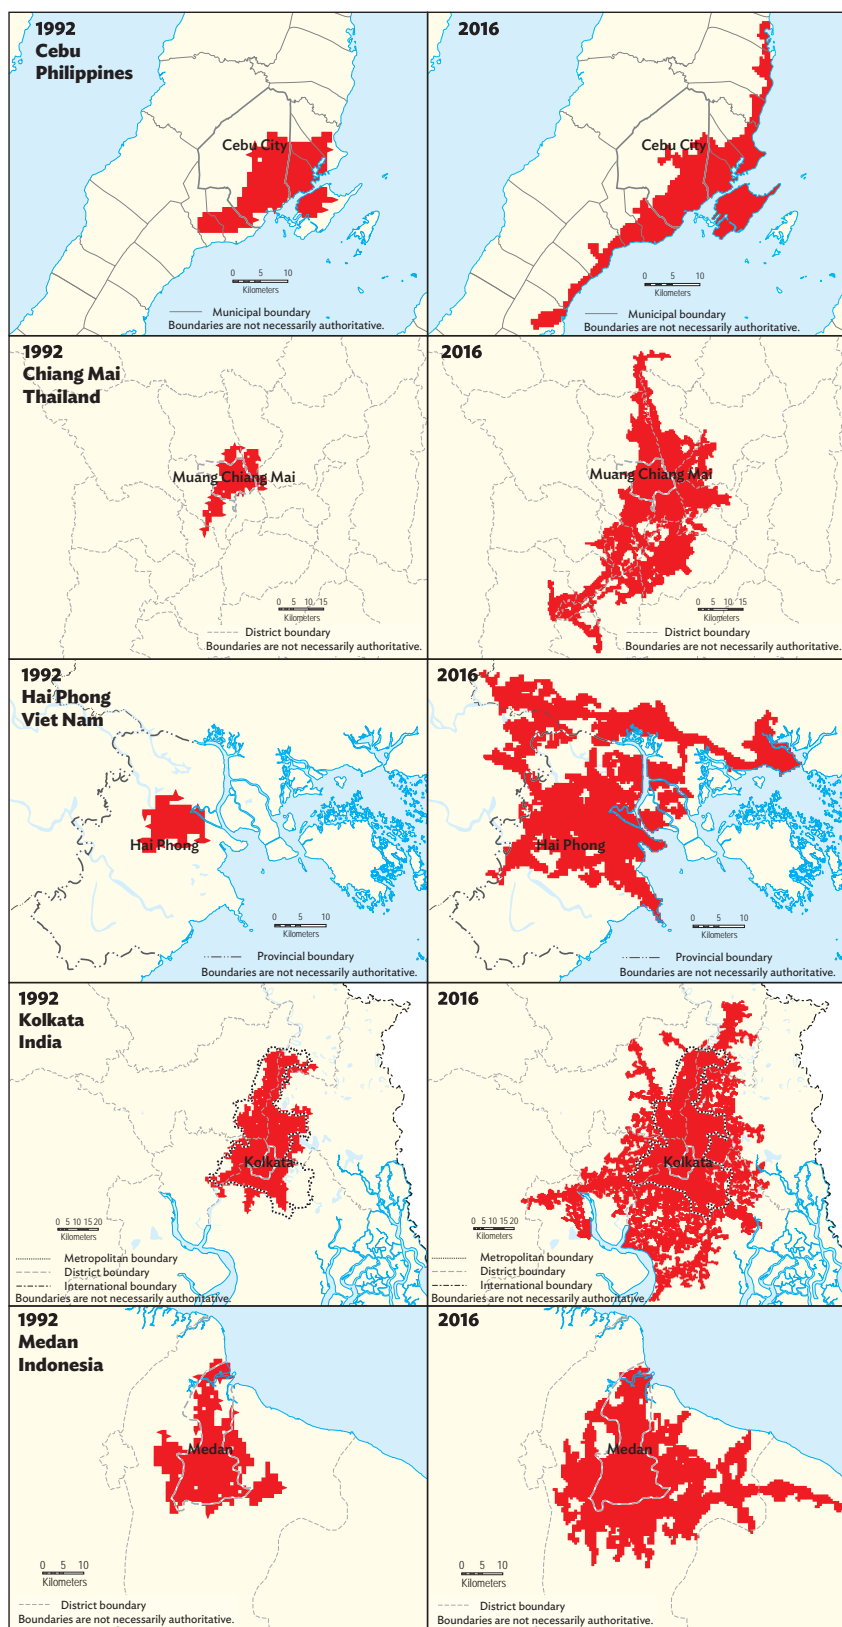 1992
Cebu
Philippines
Cebu City
0 5 10
Kilometers
Municipal boundary
Boundaries are not necessarily authoritative.
2016
Cebu City
0 5 10
Kilometers
Municipal boundary
Boundaries are not necessarily authoritative.
1992
Chiang Mai
Thailand
Muang Chiang Mai
0 5 10 15
Kilometers
District boundary
Boundaries are not necessarily authoritative.
2016
Muang Chiang Mai
0 5 10 15
Kilometers
District boundary
Boundaries are not necessarily authoritative.
1992
Hai Phong
Viet Nam
Hai Phong
0 5 10
Kilometers
Provincial boundary
Boundaries are not necessarily authoritative.
2016
Hai Phong
0 5 10
Kilometers
Provincial boundary
Boundaries are not necessarily authoritative.
1992
Kolkata
India
Kolkata
0 5 10 15 20
Kilometers
Metropolitan boundary
District boundary
International boundary
Boundaries are not necessarily authoritative.
2016
Kolkata
0 5 10 15 20
Kilometers
Metropolitan boundary
District boundary
International boundary
Boundaries are not necessarily authoritative.
1992
Medan
Indonesia
Medan
0 5 10
Kilometers
District boundary
Boundaries are not necessarily authoritative.
2016
Medan
0 5 10
Kilometers
District boundary
Boundaries are not necessarily authoritative.